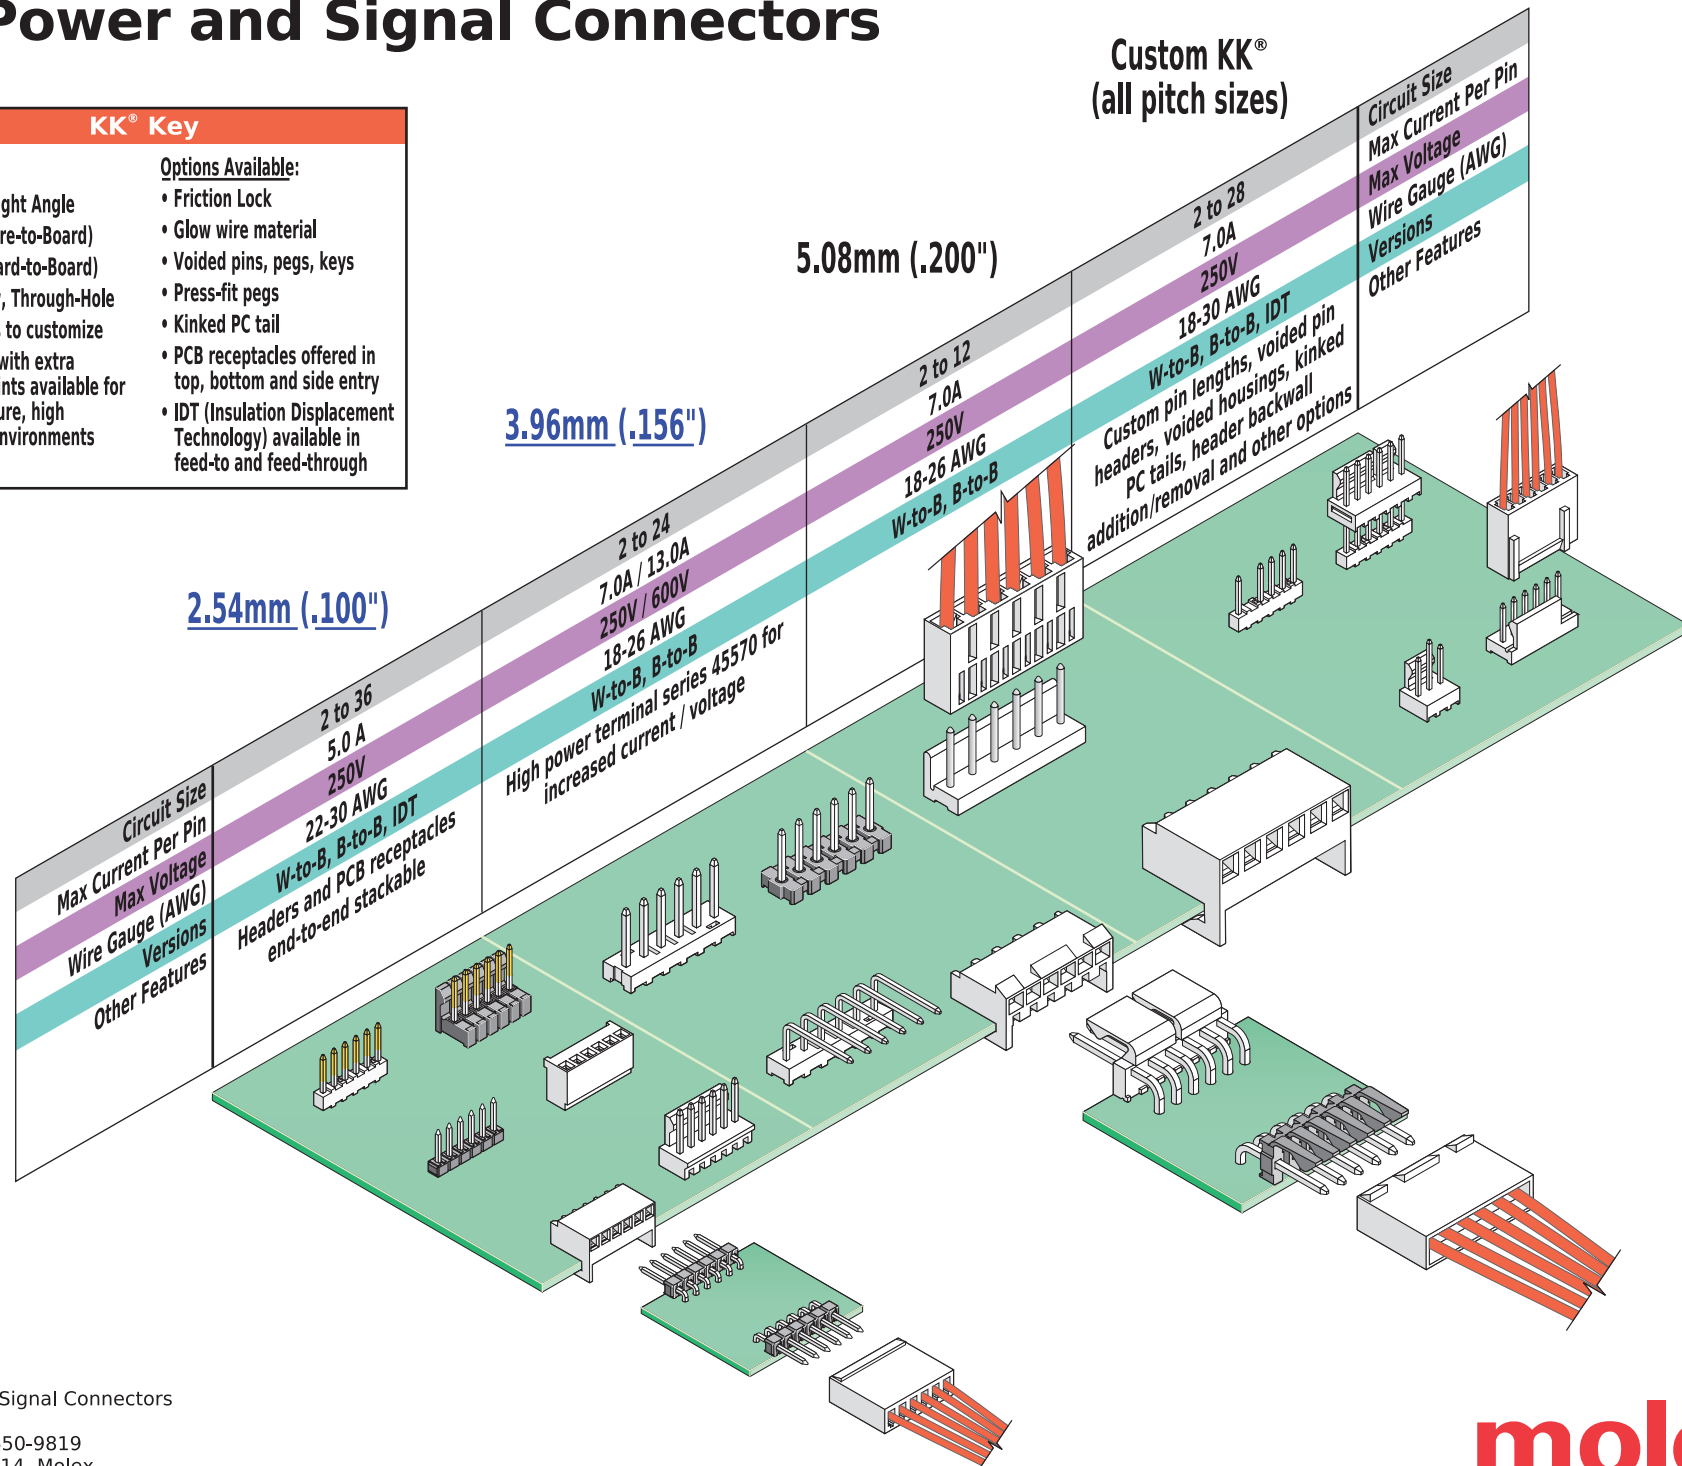 Power and Signal Connectors
KK® Key
ght Angle
re-to-Board)
ard-to-Board)
, Through-Hole
to customize
with extra
ints available for
ure, high
nvironments
Options Available:
• Friction Lock
• Glow wire material
• Voided pins, pegs, keys
• Press-fit pegs
• Kinked PC tail
• PCB receptacles offered in
top, bottom and side entry
• IDT (Insulation Displacement
Technology) available in
feed-to and feed-through
Circuit Size
Max Current Per Pin
Max Voltage
Wire Gauge (AWG)
Versions
Other Features
2.54mm (.100")
2 to 36
5.0 A
250V
22-30 AWG
W-to-B, B-to-B, IDT
Headers and PCB receptacles
end-to-end stackable
3.96mm (.156")
2 to 24
7.0A / 13.0A
250V / 600V
18-26 AWG
W-to-B, B-to-B
High power terminal series 45570 for
increased current / voltage
5.08mm (.200")
2 to 12
7.0A
250V
18-26 AWG
W-to-B, B-to-B
Custom KK®
(all pitch sizes)
2 to 28
7.0A
250V
18-30 AWG
W-to-B, B-to-B, IDT
Custom pin lengths, voided pin
headers, voided housings, kinked
PC tails, header backwall
addition/removal and other options
Circuit Size
Max Current Per Pin
Max Voltage
Wire Gauge (AWG)
Versions
Other Features
Signal Connectors
50-9819
14, Molex
mole